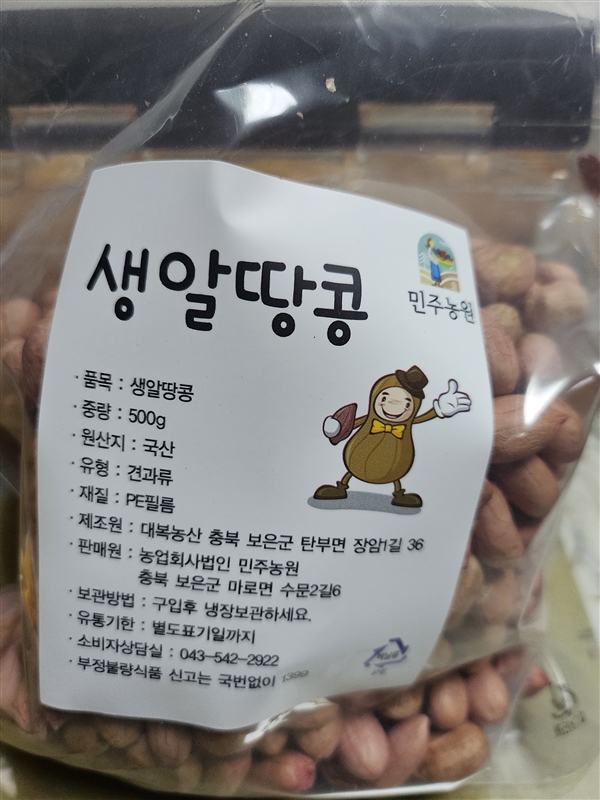 생알땅콩
민주농원
· 품목 : 생알땅콩
· 중량 : 500g
· 원산지 : 국산
· 유형 : 견과류
· 재질 : PE필름
· 제조원 : 대복농산 충북 보은군 탄부면 장암1길 36
· 판매원 : 농업회사법인 민주농원
충북 보은군 마로면 수문2길6
· 보관방법 : 구입후 냉장보관하세요.
· 유통기한 : 별도표기일까지
· 소비자상담실 : 043-542-2922
· 부정불량식품 신고는 국번없이 1399